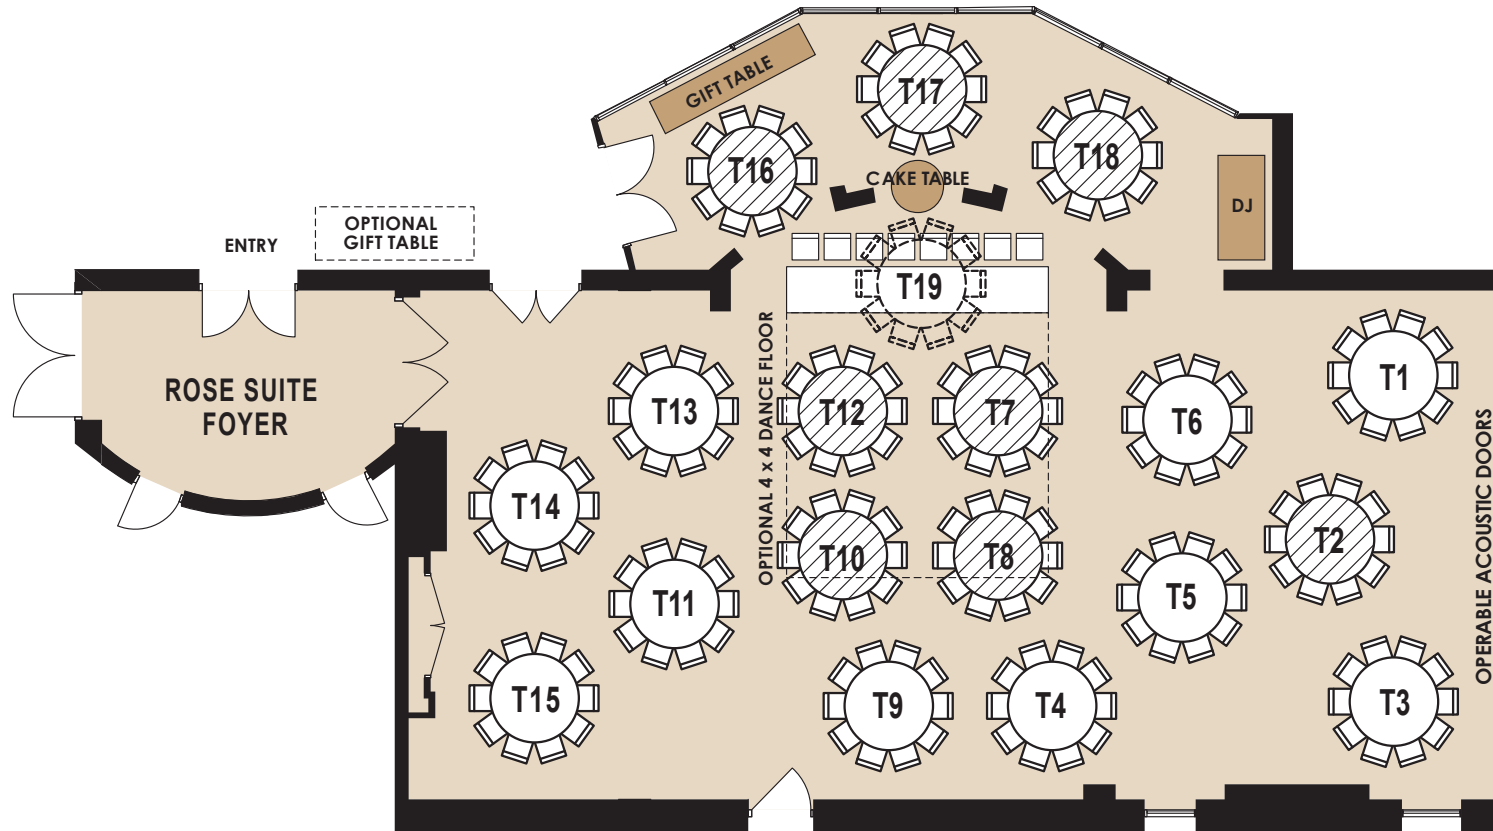 GIFT TABLE
T17
T18
T16
CAKE TABLE
DJ
OPTIONAL
GIFT TABLE
ENTRY
T19
ROSE SUITE
FOYER
OPTIONAL 4 x 4 DANCE FLOOR
T13
T12
T7
T6
T1
OPERABLE ACOUSTIC DOORS
T14
T10
T8
T2
T11
T5
T15
T9
T4
T3